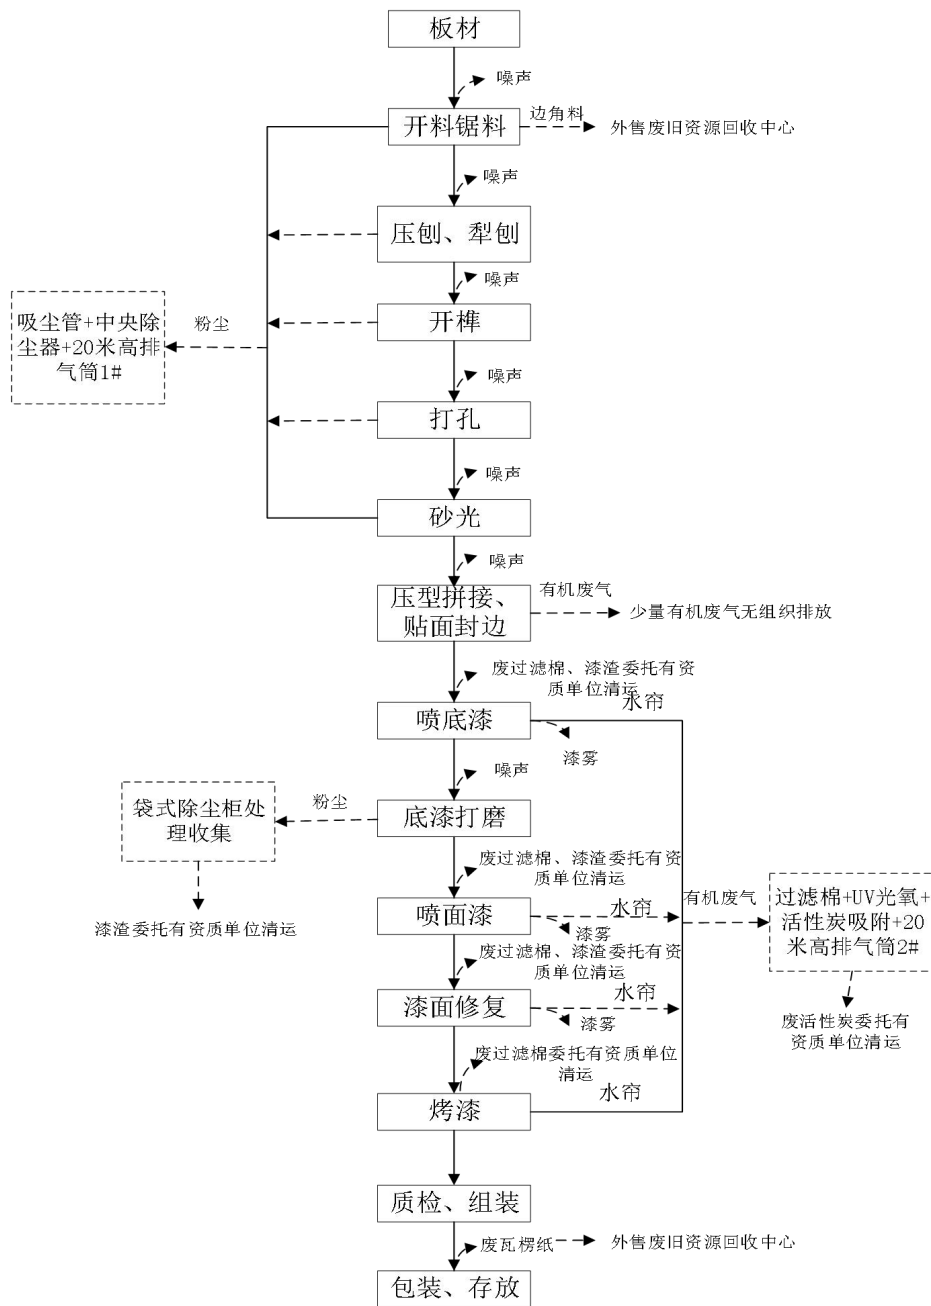 板材
噪声
开料锯料
边角料
外售废旧资源回收中心
噪声
压刨、犁刨
噪声
吸尘管+中央除
尘器+20米高排
气筒1#
粉尘
开榫
噪声
打孔
噪声
砂光
噪声
压型拼接、
贴面封边
有机废气
少量有机废气无组织排放
废过滤棉、漆渣委托有资
质单位清运
水帘
喷底漆
漆雾
噪声
袋式除尘柜处
理收集
粉尘
底漆打磨
漆渣委托有资质单位清运
废过滤棉、漆渣委托有资
质单位清运
喷面漆
水帘
漆雾
有机废气
过滤棉+UV光氧+
活性炭吸附+20
米高排气筒2#
废过滤棉、漆渣委托有资
质单位清运
漆面修复
水帘
漆雾
废活性炭委托有
资质单位清运
废过滤棉委托有资质单位
清运
烤漆
水帘
质检、组装
废瓦楞纸
外售废旧资源回收中心
包装、存放